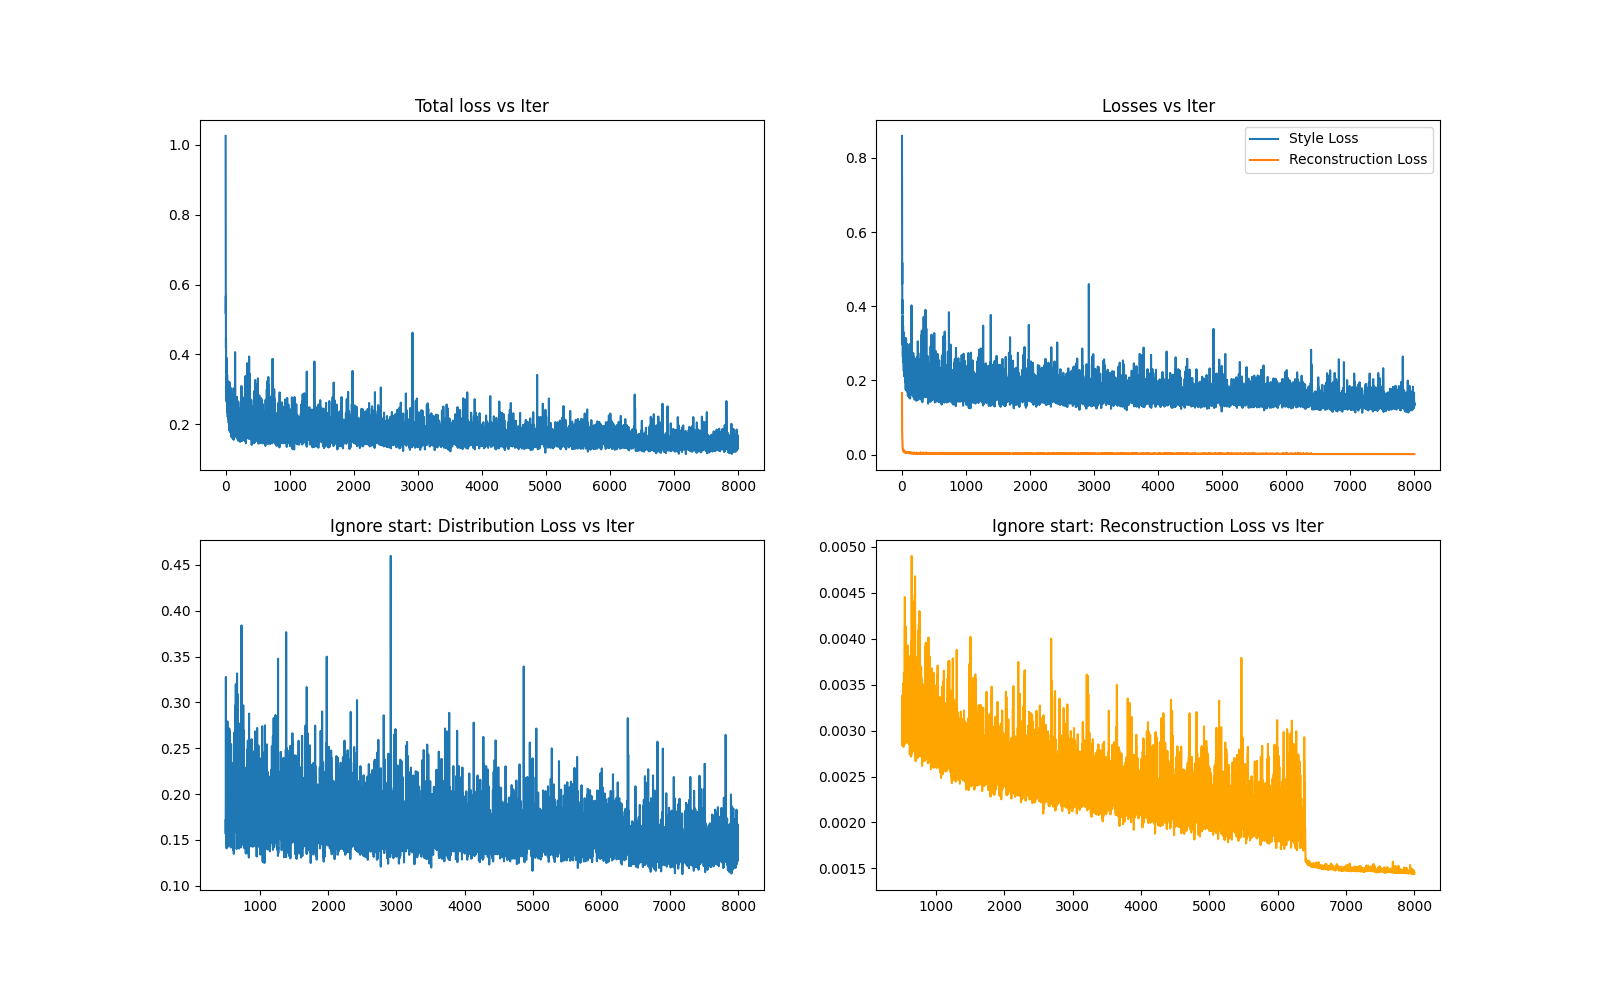 Total loss vs Iter
1.0
0.8
0.6
0.4
0.2
0 1000 2000 3000 4000 5000 6000 7000 8000
Losses vs Iter
Style Loss
Reconstruction Loss
0.8
0.6
0.4
0.2
0.0
0 1000 2000 3000 4000 5000 6000 7000 8000
Ignore start: Distribution Loss vs Iter
0.45
0.40
0.35
0.30
0.25
0.20
0.15
0.10
1000 2000 3000 4000 5000 6000 7000 8000
Ignore start: Reconstruction Loss vs Iter
0.0050
0.0045
0.0040
0.0035
0.0030
0.0025
0.0020
0.0015
1000 2000 3000 4000 5000 6000 7000 8000